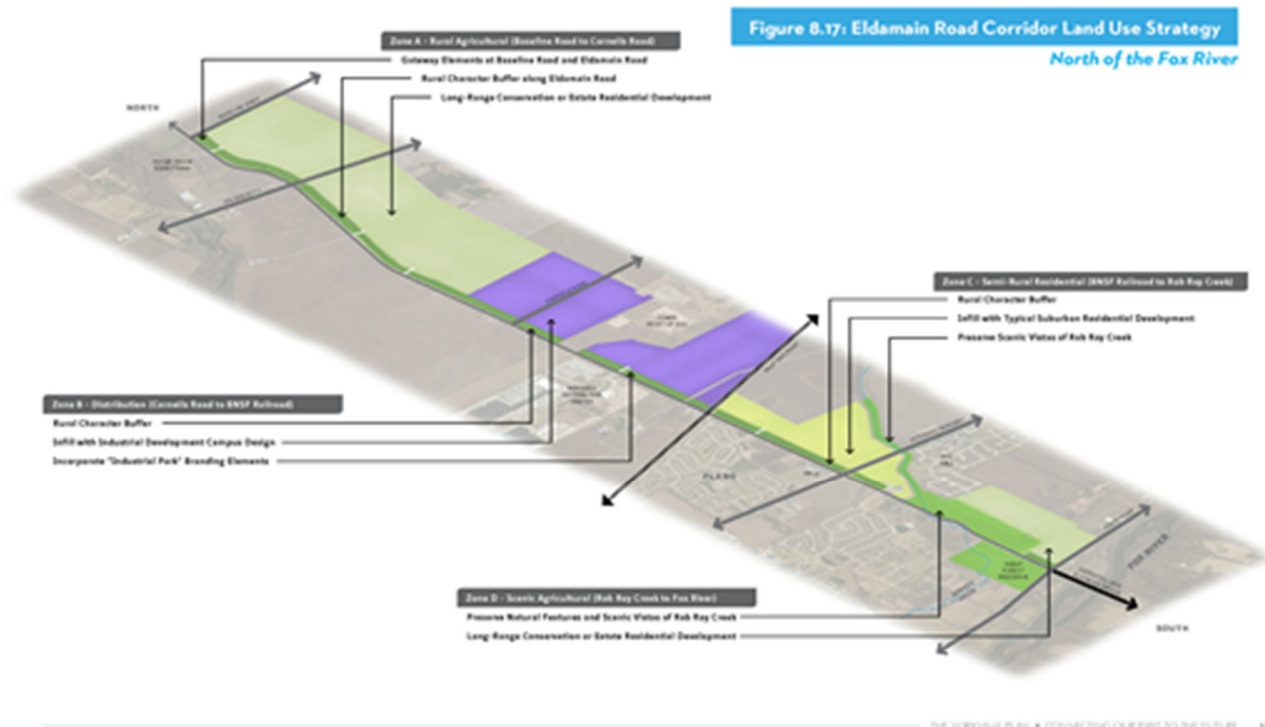 Figure 8.17: Eldamain Road Corridor Land Use Strategy
North of the Fox River
Zone A - Rural Agricultural (Baseline Road to Corneils Road)
Gateway Elements at Baseline Road and Eldamain Road
Rural Character Buffer along Eldamain Road
Long-Range Conservation or Estate Residential Development
NORTH
Zone C - Semi-Rural Residential (BNSF Railroad to Rob Roy Creek)
Rural Character Buffer
Infill with Typical Suburban Residential Development
Preserve Scenic Vistas of Rob Roy Creek
Zone B - Distribution (Corneils Road to BNSF Railroad)
Rural Character Buffer
Infill with Industrial Development Campus Design
Incorporate "Industrial Park" Branding Elements
PLANO
FOX RIVER
Zone D - Scenic Agricultural (Rob Roy Creek to Fox River)
Preserve Natural Features and Scenic Vistas of Rob Roy Creek
Long-Range Conservation or Estate Residential Development
SOUTH